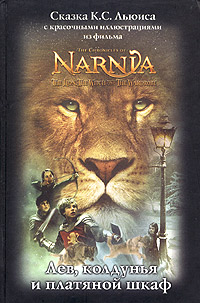 Сказка К.С. Льюиса
с красочными иллюстрациями
из фильма
THE CHRONICLES OF
NARNIA
THE LION, THE WITCH AND THE WARDROBE
Лев, колдунья
и платяной шкаф